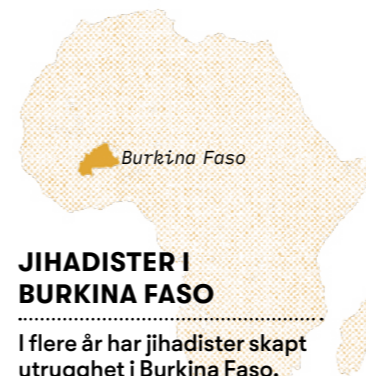 Burkina Faso
JIHADISTER I
BURKINA FASO
I flere år har jihadister skapt
utrygghet i Burkina Faso.